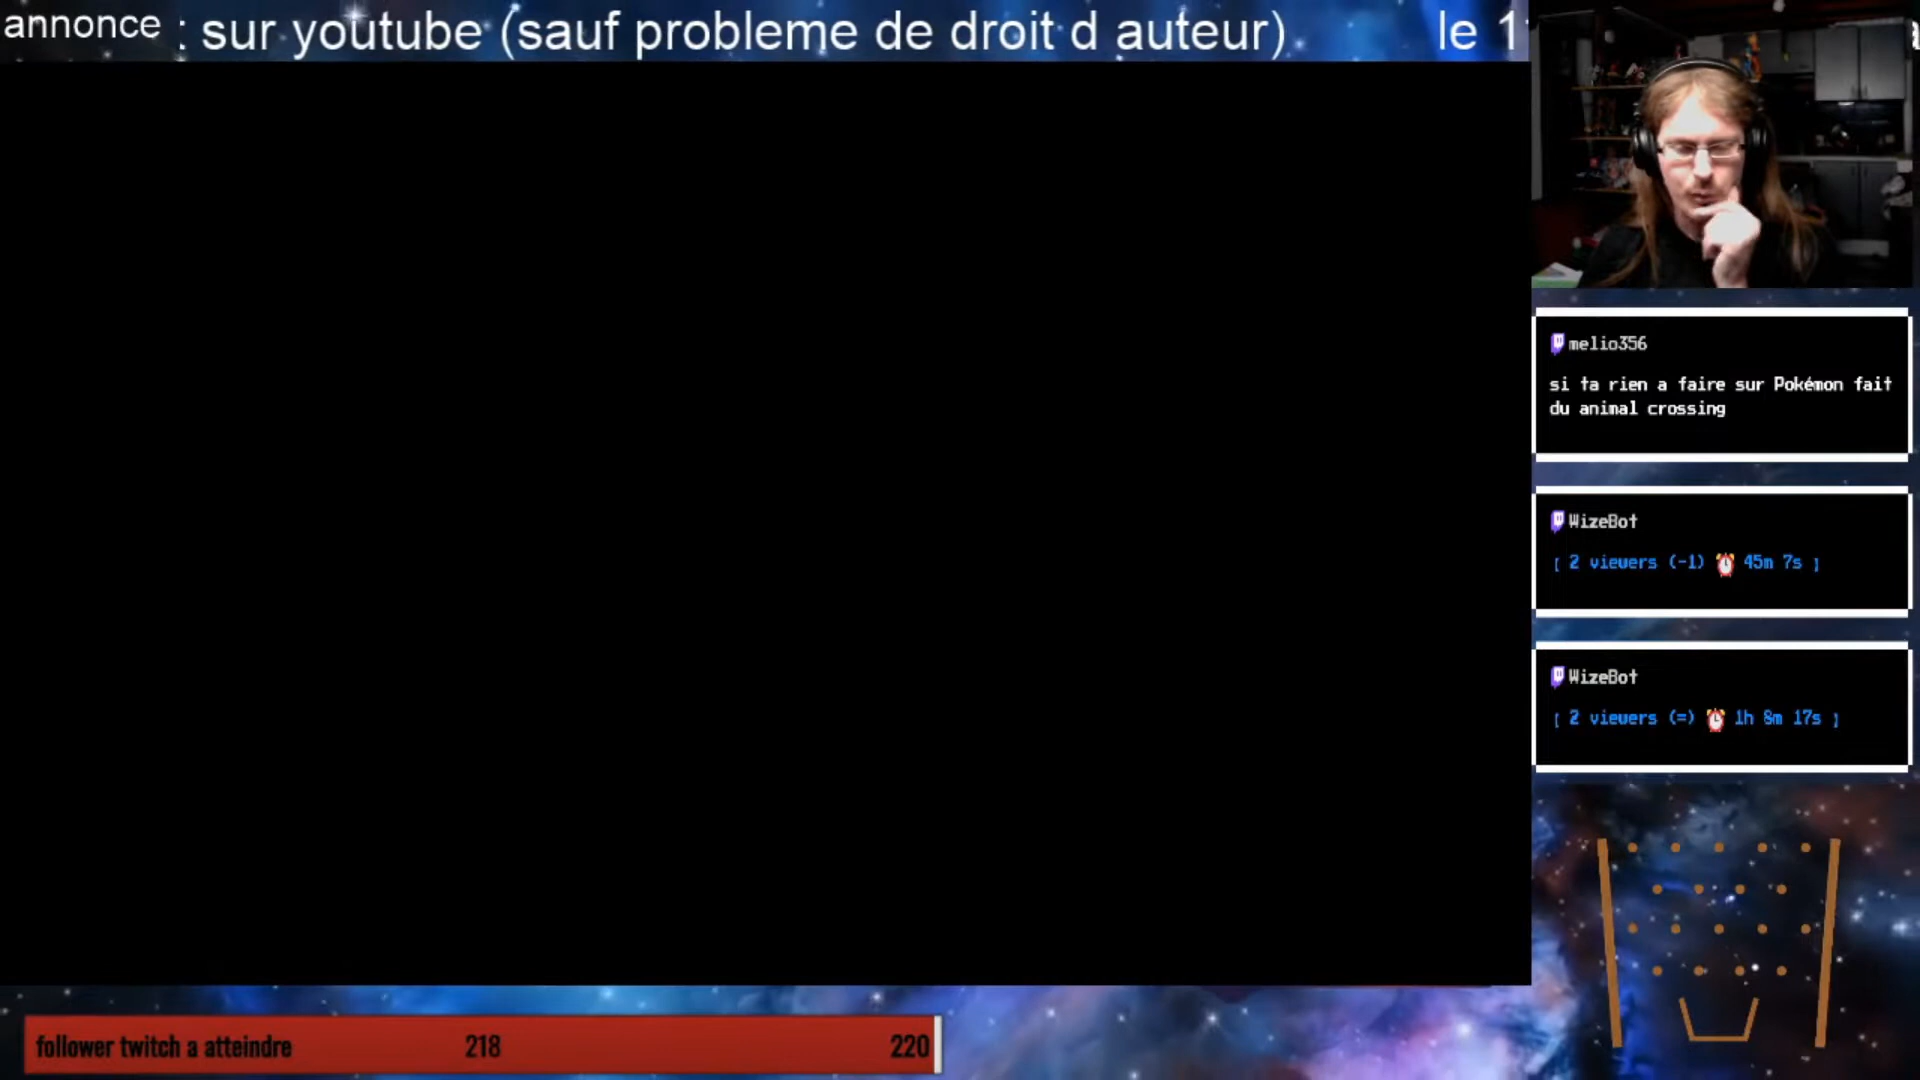 annonce : sur youtube (sauf probleme de droit d auteur) le 1
melio356
si ta rien a faire sur Pokémon fait
du animal crossing
WizeBot
[ 2 viewers (-1) ⏰ 45m 7s ]
WizeBot
[ 2 viewers (=) ⏰ 1h 8m 17s ]
follower twitch a atteindre 218 220